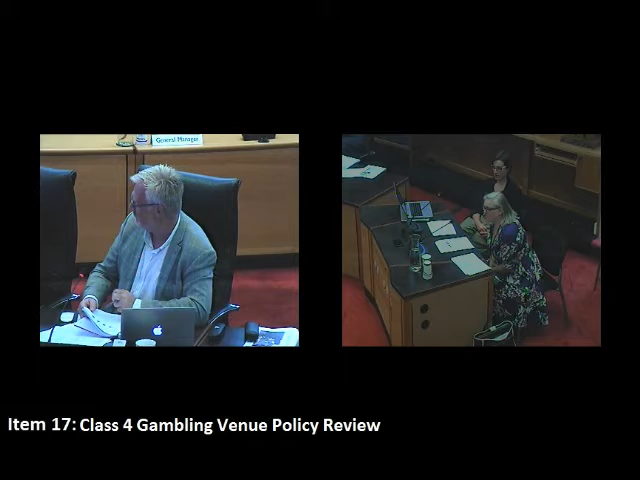 General Manager
Item 17: Class 4 Gambling Venue Policy Review